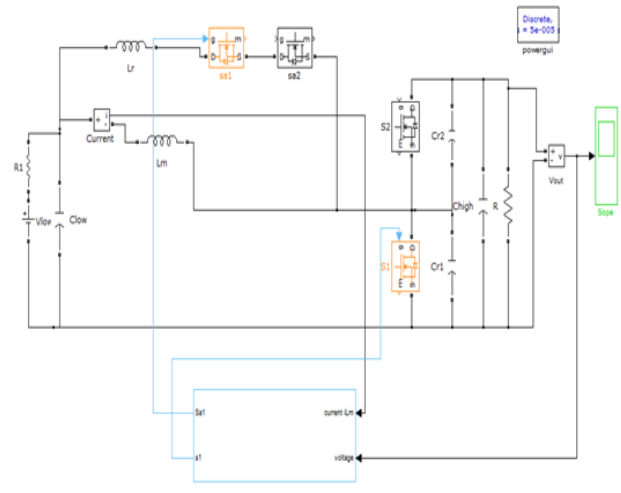 Discrete,
s = 5e-005 s
powergui
g m
D S
sa1
g m
D S
sa2
Lr
i
+
-
Current
Lm
R1
Vlow
Clow
S2
g D
E S
Cr2
Chigh
R
+
-
v
Vout
Sope
S1
g D
E S
Cr1
Sa1
current iLm
s1
voltage